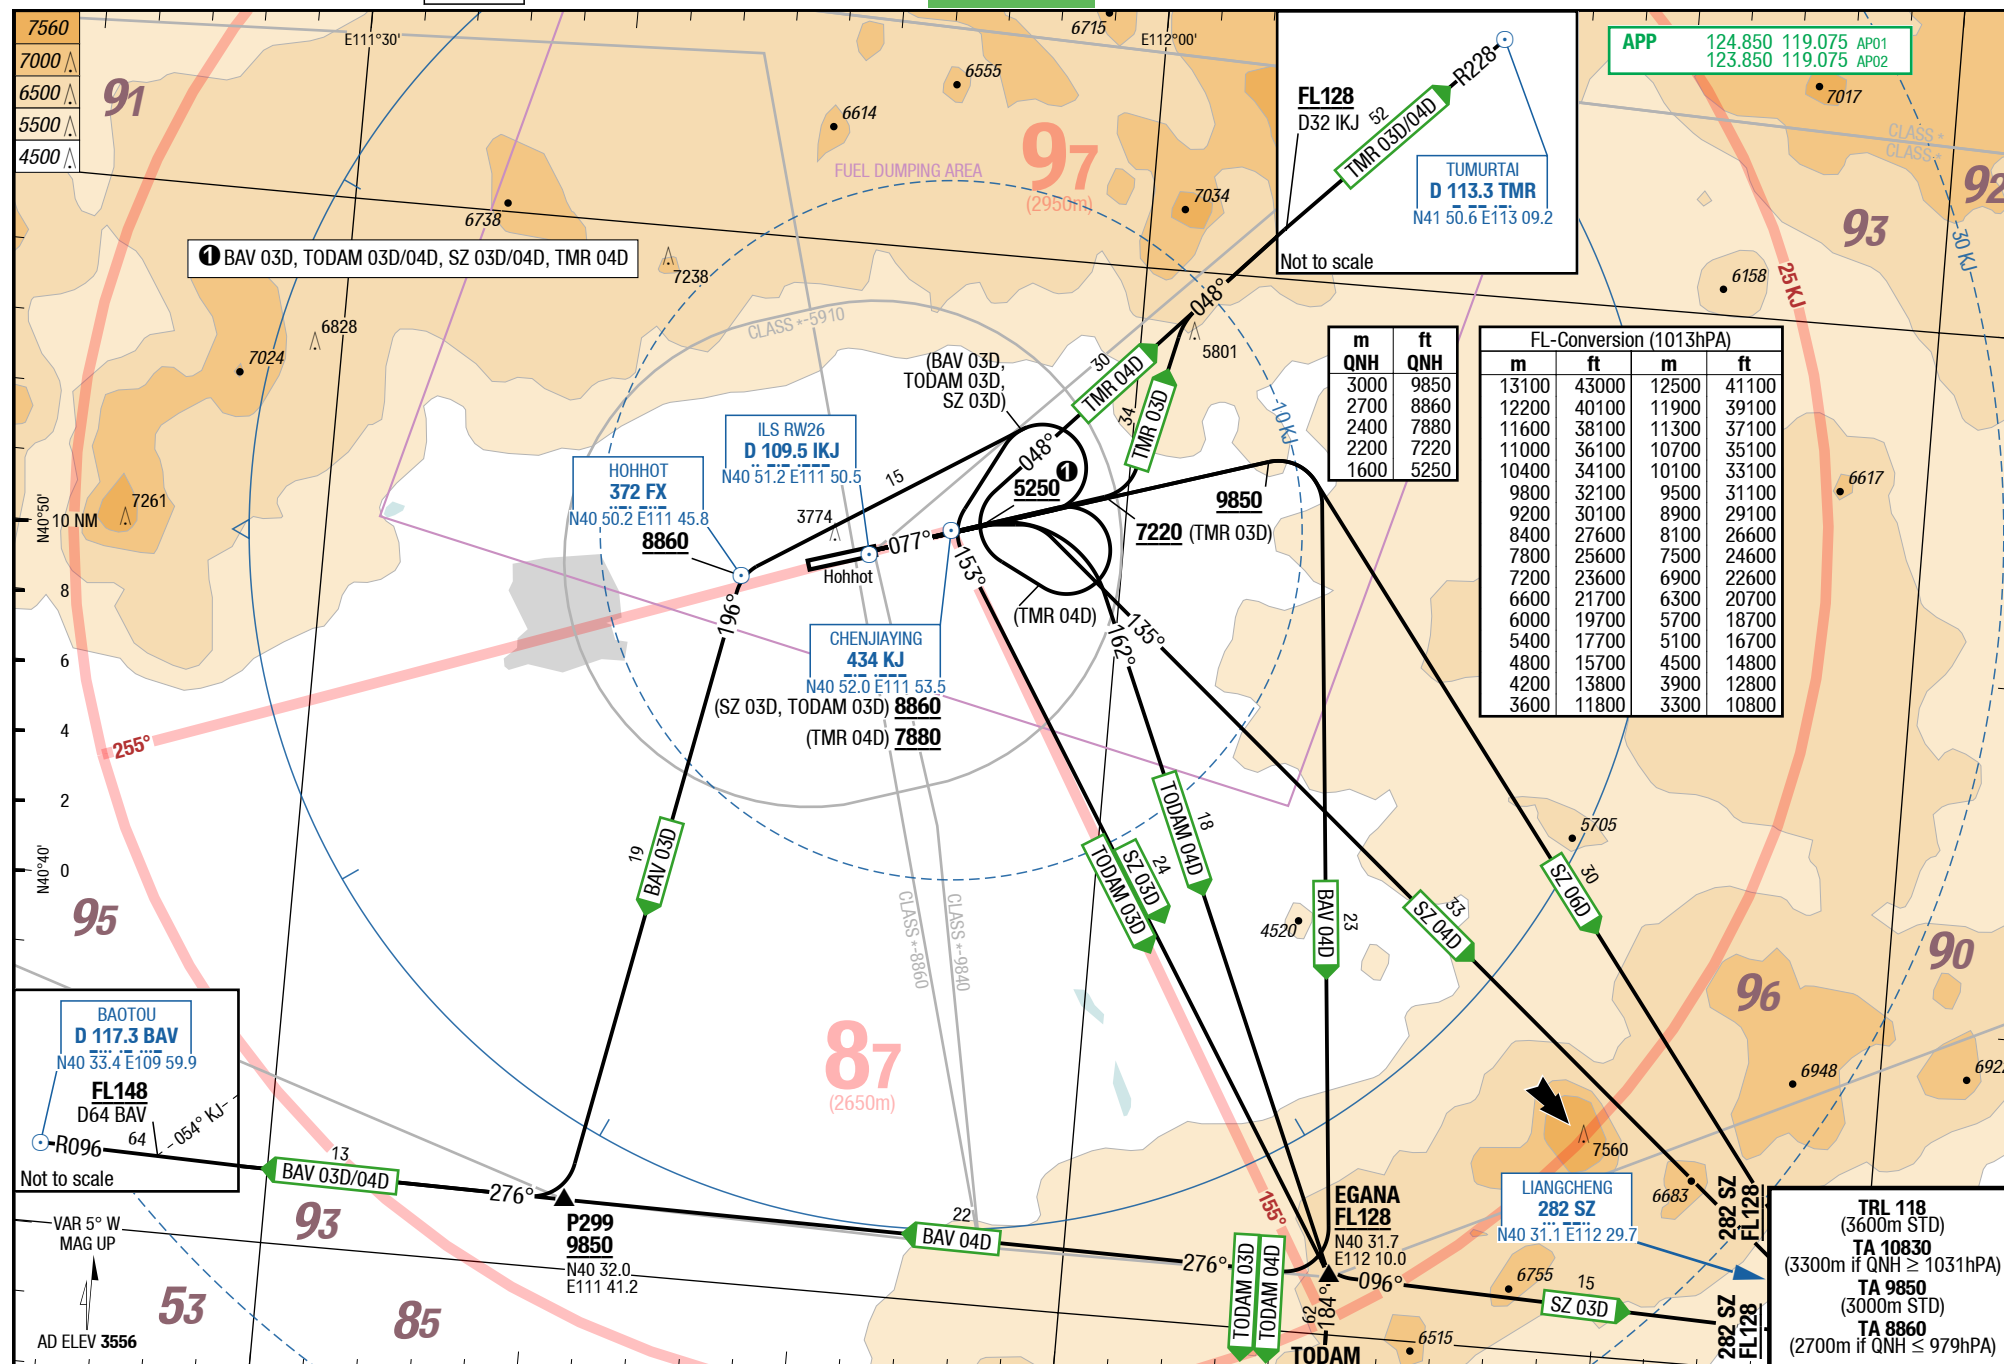 7560
7000
6500
5500
4500
E111°30'
6715
E112°00'
APP 124.850 119.075 AP01
123.850 119.075 AP02
FL128
D32 IKJ
52
TMR 03D/04D
R228
TUMURTAI
D 113.3 TMR
N41 50.6 E113 09.2
Not to scale
91
6555
6614
97
(2950m)
FUEL DUMPING AREA
7017
CLASS *
CLASS *
92
93
30 KJ
6738
7034
❶ BAV 03D, TODAM 03D/04D, SZ 03D/04D, TMR 04D
7238
6828
7024
CLASS *-5910
048°
5801
6158
25 KJ
m ft
QNH QNH
3000 9850
2700 8860
2400 7880
2200 7220
1600 5250
FL-Conversion (1013hPA)
m ft m ft
13100 43000 12500 41100
12200 40100 11900 39100
11600 38100 11300 37100
11000 36100 10700 35100
10400 34100 10100 33100
9800 32100 9500 31100
9200 30100 8900 29100
8400 27600 8100 26600
7800 25600 7500 24600
7200 23600 6900 22600
6600 21700 6300 20700
6000 19700 5700 18700
5400 17700 5100 16700
4800 15700 4500 14800
4200 13800 3900 12800
3600 11800 3300 10800
(BAV 03D,
TODAM 03D,
SZ 03D)
30
TMR 04D
34
TMR 03D
10 KJ
ILS RW26
D 109.5 IKJ
N40 51.2 E111 50.5
HOHHOT
372 FX
N40 50.2 E111 45.8
8860
15
3774
048°
❶
5250
9850
7220 (TMR 03D)
6617
7261
N40°50'
10 NM
8
6
4
2
0
N40°40'
077°
Hohhot
153°
(TMR 04D)
135°
162°
196°
CHENJIAYING
434 KJ
N40 52.0 E111 53.5
(SZ 03D, TODAM 03D) 8860
(TMR 04D) 7880
255°
19
BAV 03D
TODAM 03D
SZ 03D
24
TODAM 04D
18
BAV 04D
23
4520
5705
SZ 06D
30
SZ 04D
33
95
CLASS *-8860
CLASS *-9840
87
(2650m)
90
96
6948
6922
7560
6683
BAOTOU
D 117.3 BAV
N40 33.4 E109 59.9
FL148
D64 BAV
R096
64
054° KJ
Not to scale
13
BAV 03D/04D
276°
P299
9850
N40 32.0
E111 41.2
22
BAV 04D
276°
155°
EGANA
FL128
N40 31.7
E112 10.0
096°
LIANGCHENG
282 SZ
N40 31.1 E112 29.7
6755
15
SZ 03D
282 SZ
FL128
282 SZ
FL128
TODAM 03D
TODAM 04D
62
184°
TODAM
6515
93
VAR 5° W
MAG UP
AD ELEV 3556
53
85
TRL 118
(3600m STD)
TA 10830
(3300m if QNH ≥ 1031hPA)
TA 9850
(3000m STD)
TA 8860
(2700m if QNH ≤ 979hPA)